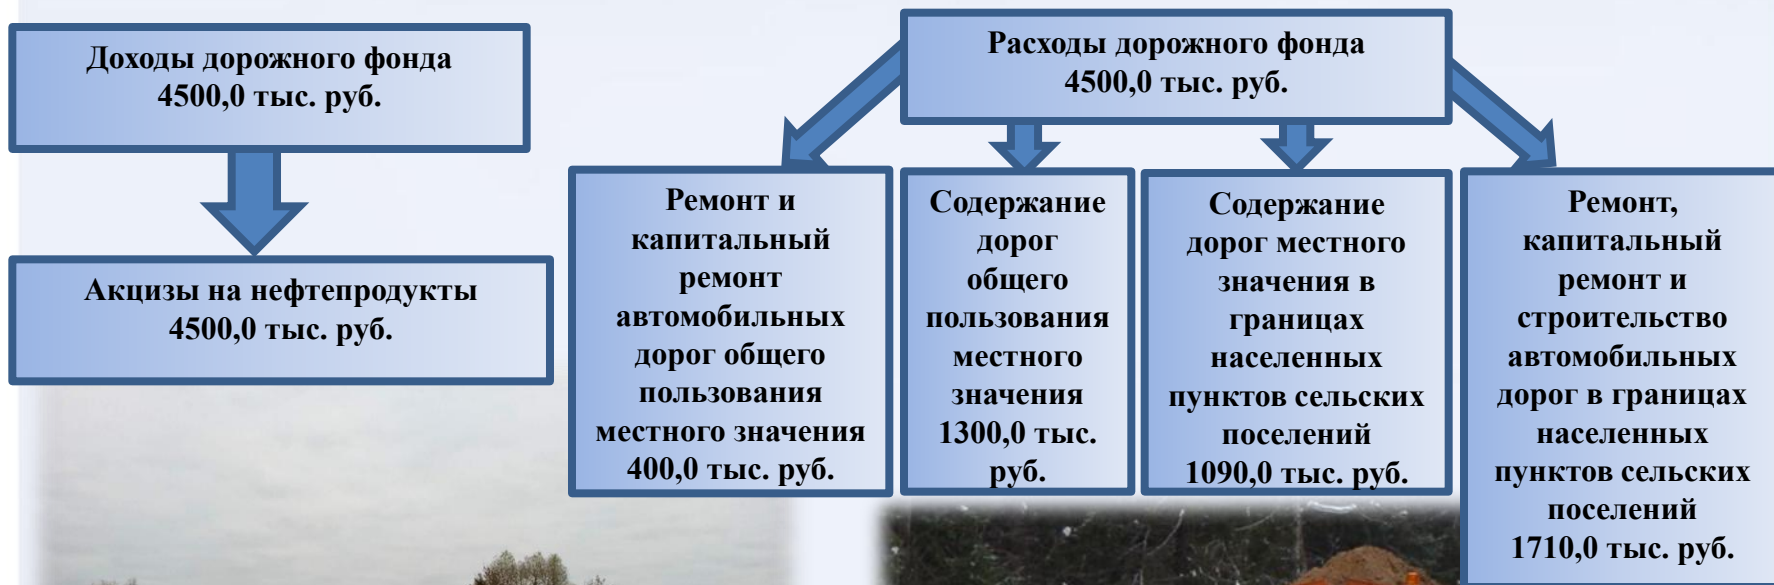 Доходы дорожного фонда
4500,0 тыс. руб.
Акцизы на нефтепродукты
4500,0 тыс. руб.
Расходы дорожного фонда
4500,0 тыс. руб.
Ремонт и
капитальный
ремонт
автомобильных
дорог общего
пользования
местного значения
400,0 тыс. руб.
Содержание
дорог
общего
пользования
местного
значения
1300,0 тыс.
руб.
Содержание
дорог местного
значения в
границах
населенных
пунктов сельских
поселений
1090,0 тыс. руб.
Ремонт,
капитальный
ремонт и
строительство
автомобильных
дорог в границах
населенных
пунктов сельских
поселений
1710,0 тыс. руб.